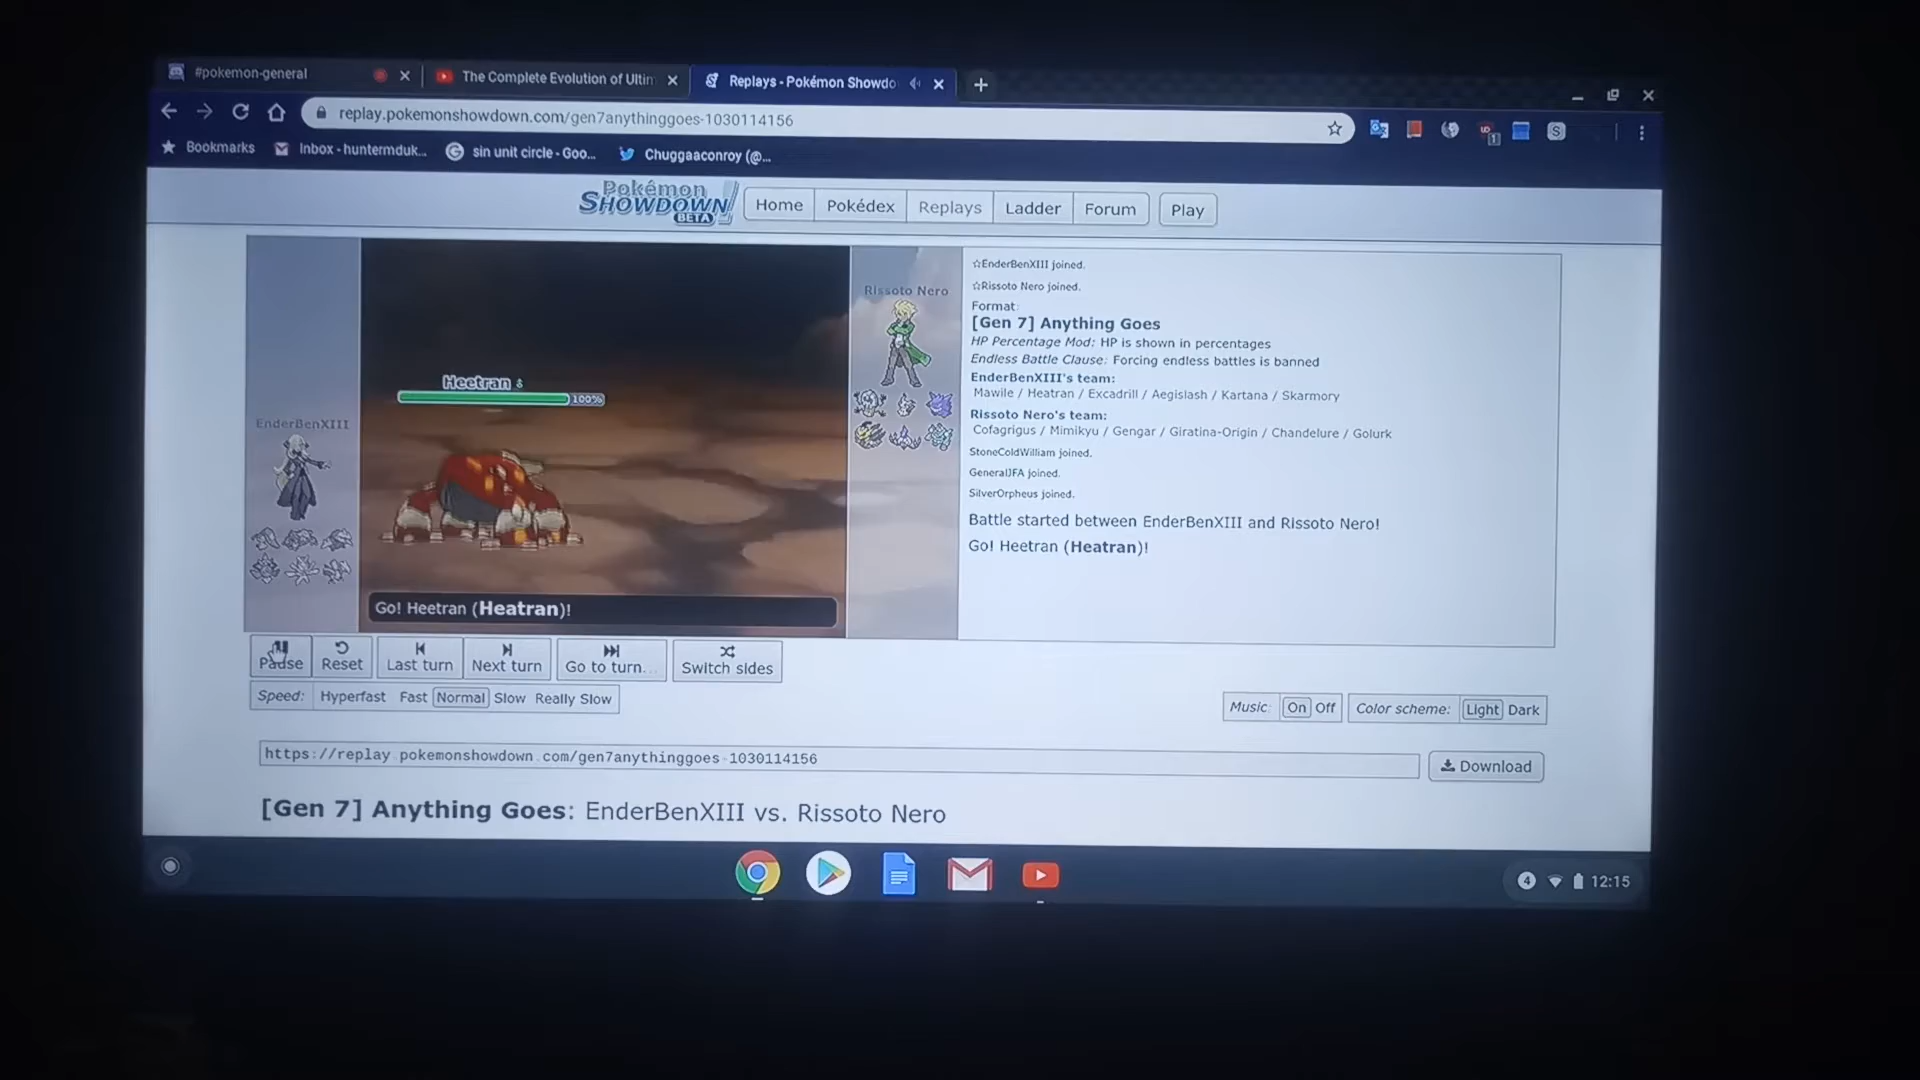 #pokemon-general
The Complete Evolution of Ultin
Replays - Pokémon Showdo
replay.pokemonshowdown.com/gen7anythinggoes-1030114156
Bookmarks
Inbox - huntermduk...
sin unit circle - Goo...
Chuggaaconroy (@...
Pokémon
SHOWDOWN
BETA
Home
Pokédex
Replays
Ladder
Forum
Play
EnderBenXIII
Heetran
100%
Go! Heetran (Heatran)!
Rissoto Nero
☆EnderBenXIII joined.
☆Rissoto Nero joined.
Format:
[Gen 7] Anything Goes
HP Percentage Mod: HP is shown in percentages
Endless Battle Clause: Forcing endless battles is banned
EnderBenXIII's team:
Mawile / Heatran / Excadrill / Aegislash / Kartana / Skarmory
Rissoto Nero's team:
Cofagrigus / Mimikyu / Gengar / Giratina-Origin / Chandelure / Golurk
StoneColdWilliam joined.
GeneralJFA joined.
SilverOrpheus joined.
Battle started between EnderBenXIII and Rissoto Nero!
Go! Heetran (Heatran)!
Pause
Reset
Last turn
Next turn
Go to turn...
Switch sides
Speed: Hyperfast Fast Normal Slow Really Slow
Music: On Off
Color scheme: Light Dark
https://replay.pokemonshowdown.com/gen7anythinggoes-1030114156
Download
[Gen 7] Anything Goes: EnderBenXIII vs. Rissoto Nero
4
12:15